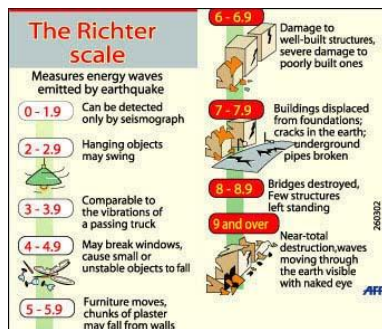 The Richter
scale
Measures energy waves
emitted by earthquake
0 - 1.9
Can be detected
only by seismograph
2 - 2.9
Hanging objects
may swing
3 - 3.9
Comparable to
the vibrations of
a passing truck
4 - 4.9
May break windows,
cause small or
unstable objects to fall
5 - 5.9
Furniture moves,
chunks of plaster
may fall from walls
6 - 6.9
Damage to
well-built structures,
severe damage to
poorly built ones
7 - 7.9
Buildings displaced
from foundations;
cracks in the earth;
underground
pipes broken
8 - 8.9
Bridges destroyed,
Few structures
left standing
9 and over
Near-total
destruction,waves
moving through
the earth visible
with naked eye
260302
AFP